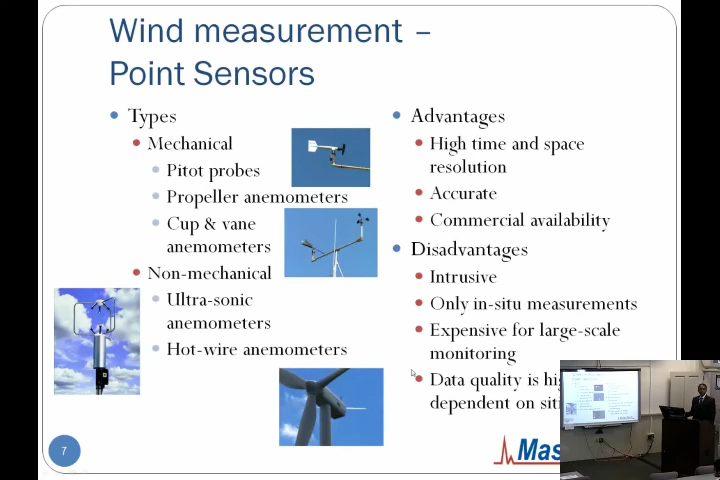 Wind measurement –
Point Sensors
Types
Mechanical
Pitot probes
Propeller anemometers
Cup & vane
anemometers
Non-mechanical
Ultra-sonic
anemometers
Hot-wire anemometers
Advantages
High time and space
resolution
Accurate
Commercial availability
Disadvantages
Intrusive
Only in-situ measurements
Expensive for large-scale
monitoring
Data quality is
dependent on
7
Mas